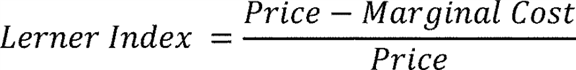 Lerner Index = (Price − Marginal Cost) / Price